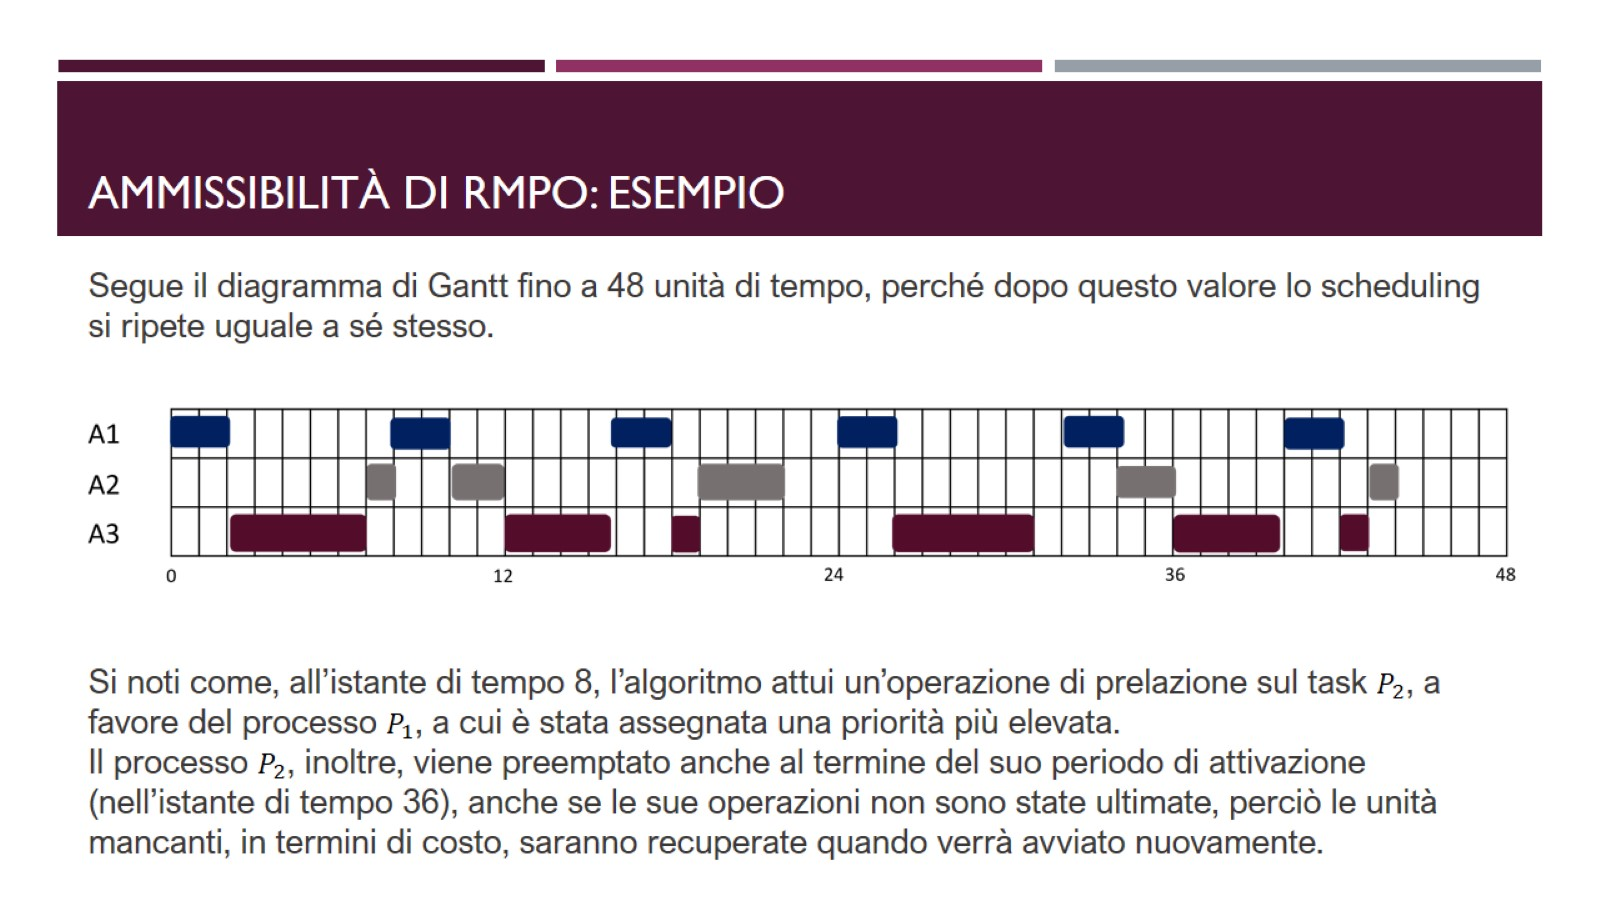 AMMISSIBILITÀ DI RMPO: ESEMPIO
Segue il diagramma di Gantt fino a 48 unità di tempo, perché dopo questo valore lo scheduling
si ripete uguale a sé stesso.
A1
A2
A3
0 12 24 36 48
Si noti come, all’istante di tempo 8, l’algoritmo attui un’operazione di prelazione sul task P₂, a
favore del processo P₁, a cui è stata assegnata una priorità più elevata.
Il processo P₂, inoltre, viene preemptato anche al termine del suo periodo di attivazione
(nell’istante di tempo 36), anche se le sue operazioni non sono state ultimate, perciò le unità
mancanti, in termini di costo, saranno recuperate quando verrà avviato nuovamente.